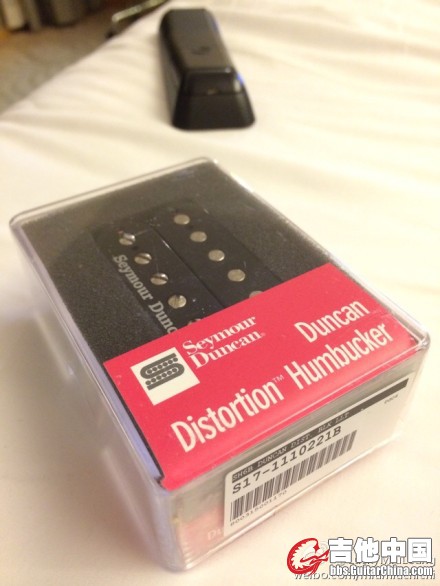 Seymour Duncan
Seymour
Duncan
Duncan
Distortion™ Humbucker
S17-1110221B
吉他中国
bbs.GuitarChina.com